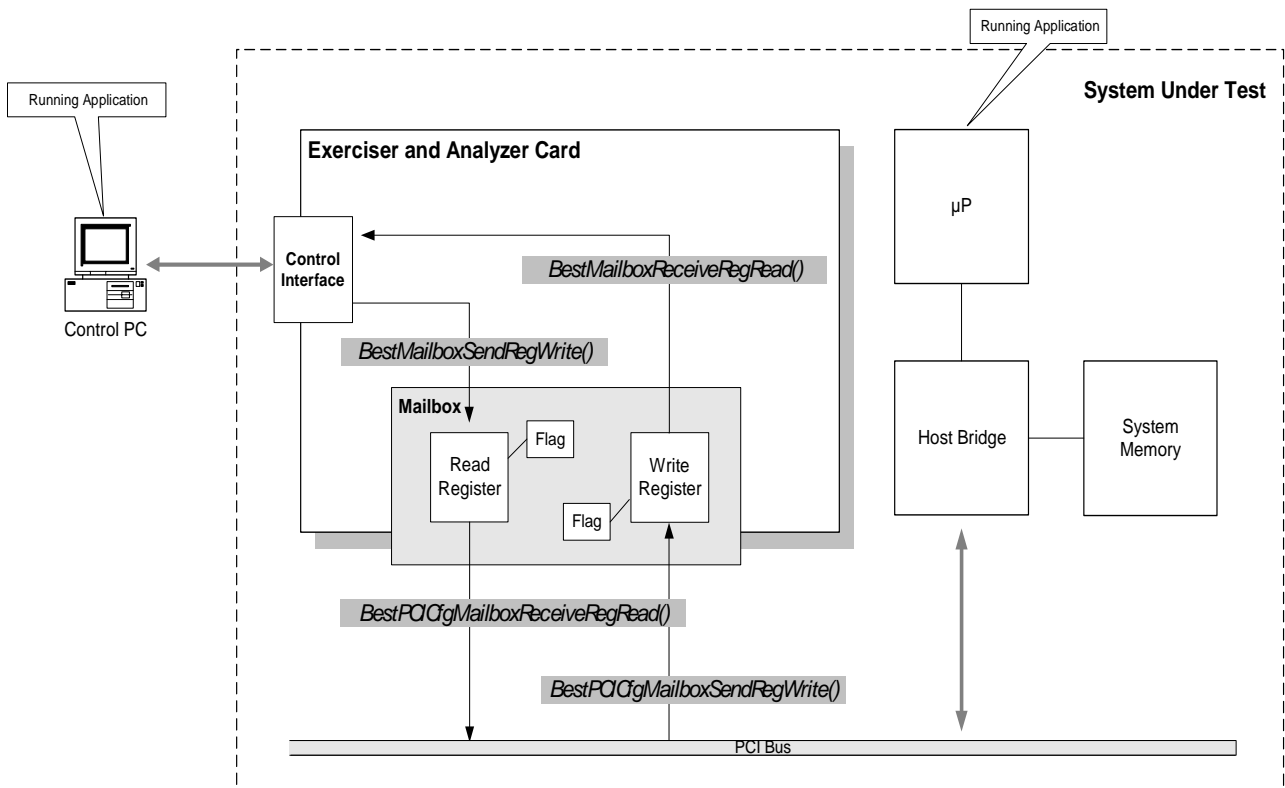 Running Application
System Under Test
Running Application
Exerciser and Analyzer Card
µP
Control
Interface
BestMailboxReceiveRegRead()
Control PC
BestMailboxSendRegWrite()
Mailbox
Flag
Read
Register
Write
Register
Flag
Host Bridge
System
Memory
BestPCICfgMailboxReceiveRegRead()
BestPCICfgMailboxSendRegWrite()
PCI Bus